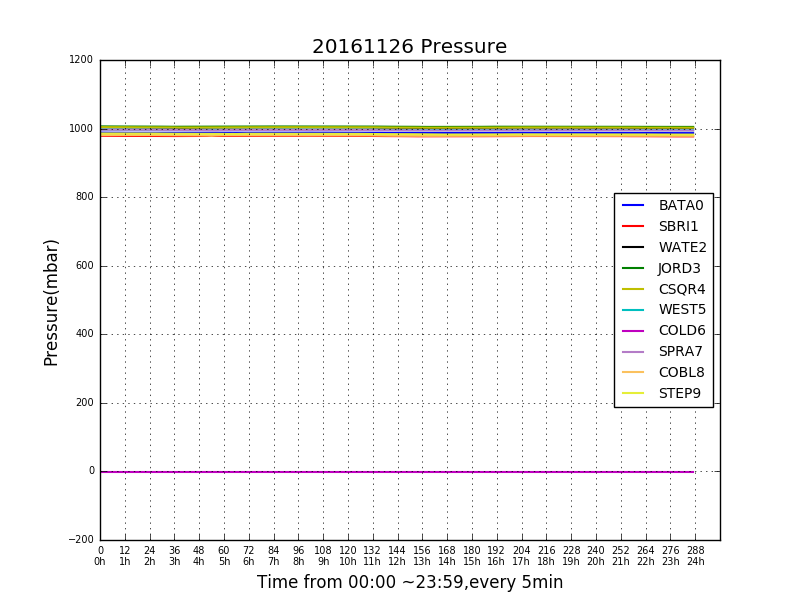 20161126 Pressure
Pressure(mbar)
1200
1000
800
600
400
200
0
−200
BATA0
SBRI1
WATE2
JORD3
CSQR4
WEST5
COLD6
SPRA7
COBL8
STEP9
0 12 24 36 48 60 72 84 96 108 120 132 144 156 168 180 192 204 216 228 240 252 264 276 288
0h 1h 2h 3h 4h 5h 6h 7h 8h 9h 10h 11h 12h 13h 14h 15h 16h 17h 18h 19h 20h 21h 22h 23h 24h
Time from 00:00 ~23:59,every 5min